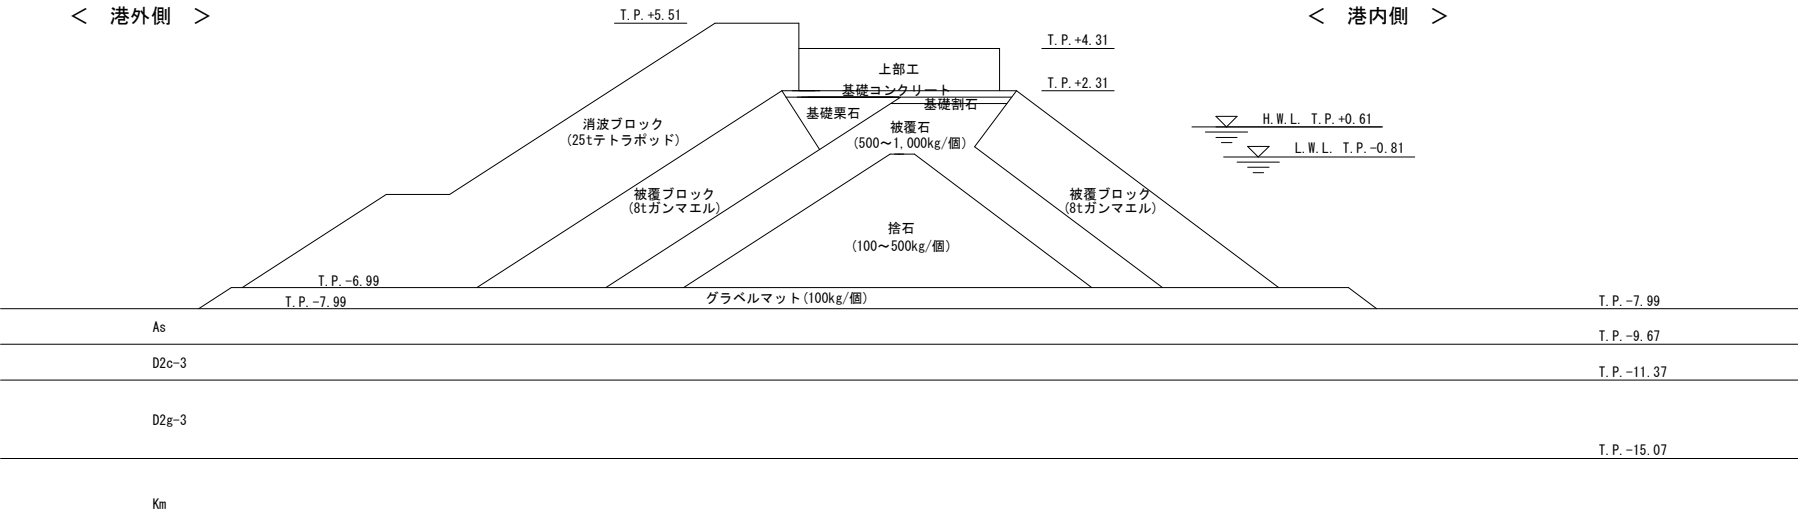 ＜　港外側　＞
T.P.+5.51
＜　港内側　＞
T.P.+4.31
上部工
T.P.+2.31
基礎コンクリート
基礎割石
基礎栗石
H.W.L. T.P.+0.61
消波ブロック
(25tテトラポッド)
被覆石
(500～1,000kg/個)
L.W.L. T.P.-0.81
被覆ブロック
(8tガンマエル)
被覆ブロック
(8tガンマエル)
捨石
(100～500kg/個)
T.P.-6.99
T.P.-7.99
グラベルマット(100kg/個)
T.P.-7.99
As
T.P.-9.67
D2c-3
T.P.-11.37
D2g-3
T.P.-15.07
Km